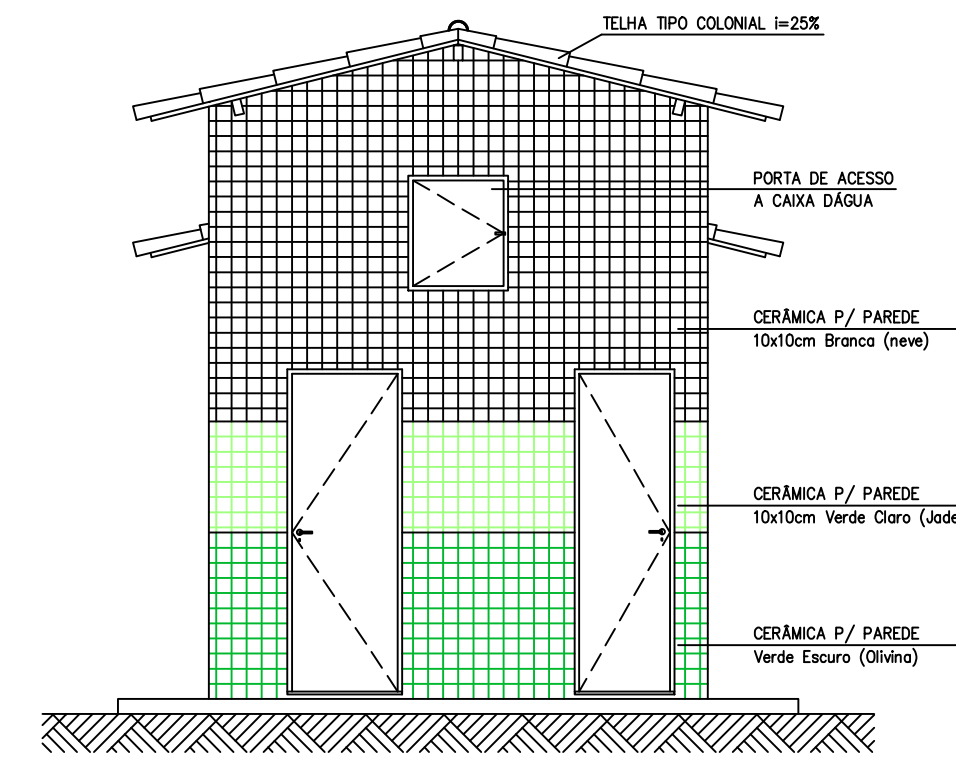 TELHA TIPO COLONIAL i=25%
PORTA DE ACESSO
A CAIXA DÁGUA
CERÂMICA P/ PAREDE
10x10cm Branca (neve)
CERÂMICA P/ PAREDE
10x10cm Verde Claro (Jade
CERÂMICA P/ PAREDE
Verde Escuro (Olivina)